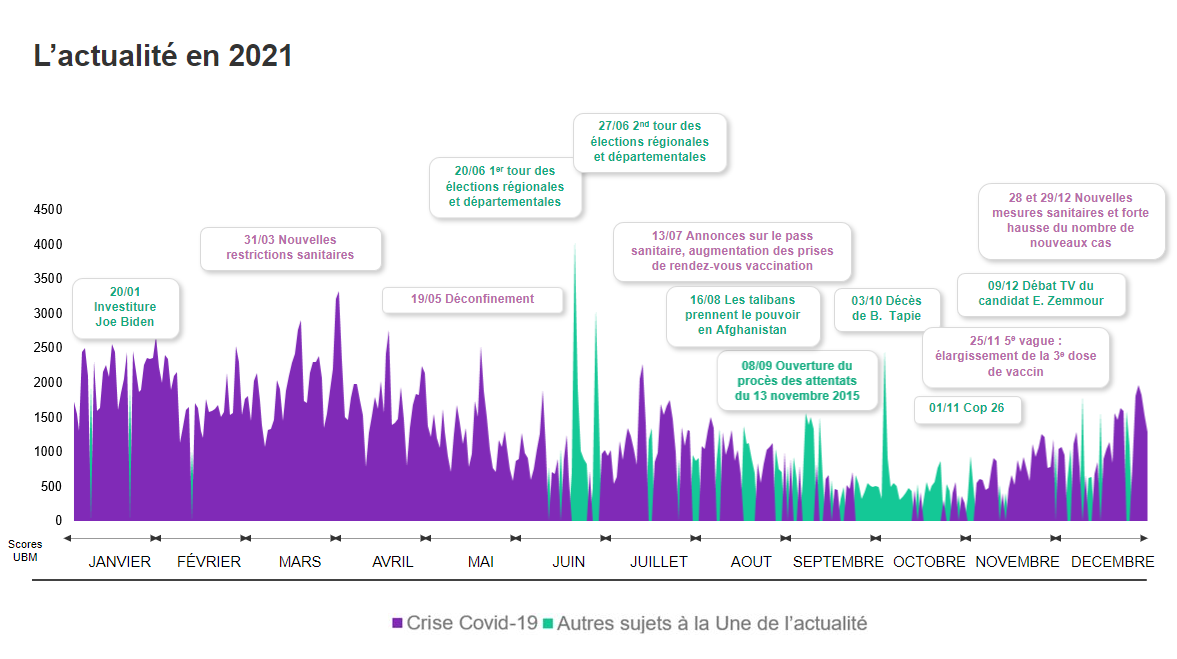 L’actualité en 2021
27/06 2nd tour des
élections régionales
et départementales
20/06 1er tour des
élections régionales
et départementales
28 et 29/12 Nouvelles
mesures sanitaires et forte
hausse du nombre de
nouveaux cas
31/03 Nouvelles
restrictions sanitaires
13/07 Annonces sur le pass
sanitaire, augmentation des prises
de rendez-vous vaccination
20/01
Investiture
Joe Biden
19/05 Déconfinement
16/08 Les talibans
prennent le pouvoir
en Afghanistan
03/10 Décès
de B. Tapie
09/12 Débat TV du
candidat E. Zemmour
25/11 5e vague :
élargissement de la 3e dose
de vaccin
08/09 Ouverture du
procès des attentats
du 13 novembre 2015
01/11 Cop 26
4500
4000
3500
3000
2500
2000
1500
1000
500
0
Scores
UBM
JANVIER
FÉVRIER
MARS
AVRIL
MAI
JUIN
JUILLET
AOUT
SEPTEMBRE
OCTOBRE
NOVEMBRE
DECEMBRE
Crise Covid-19
Autres sujets à la Une de l’actualité